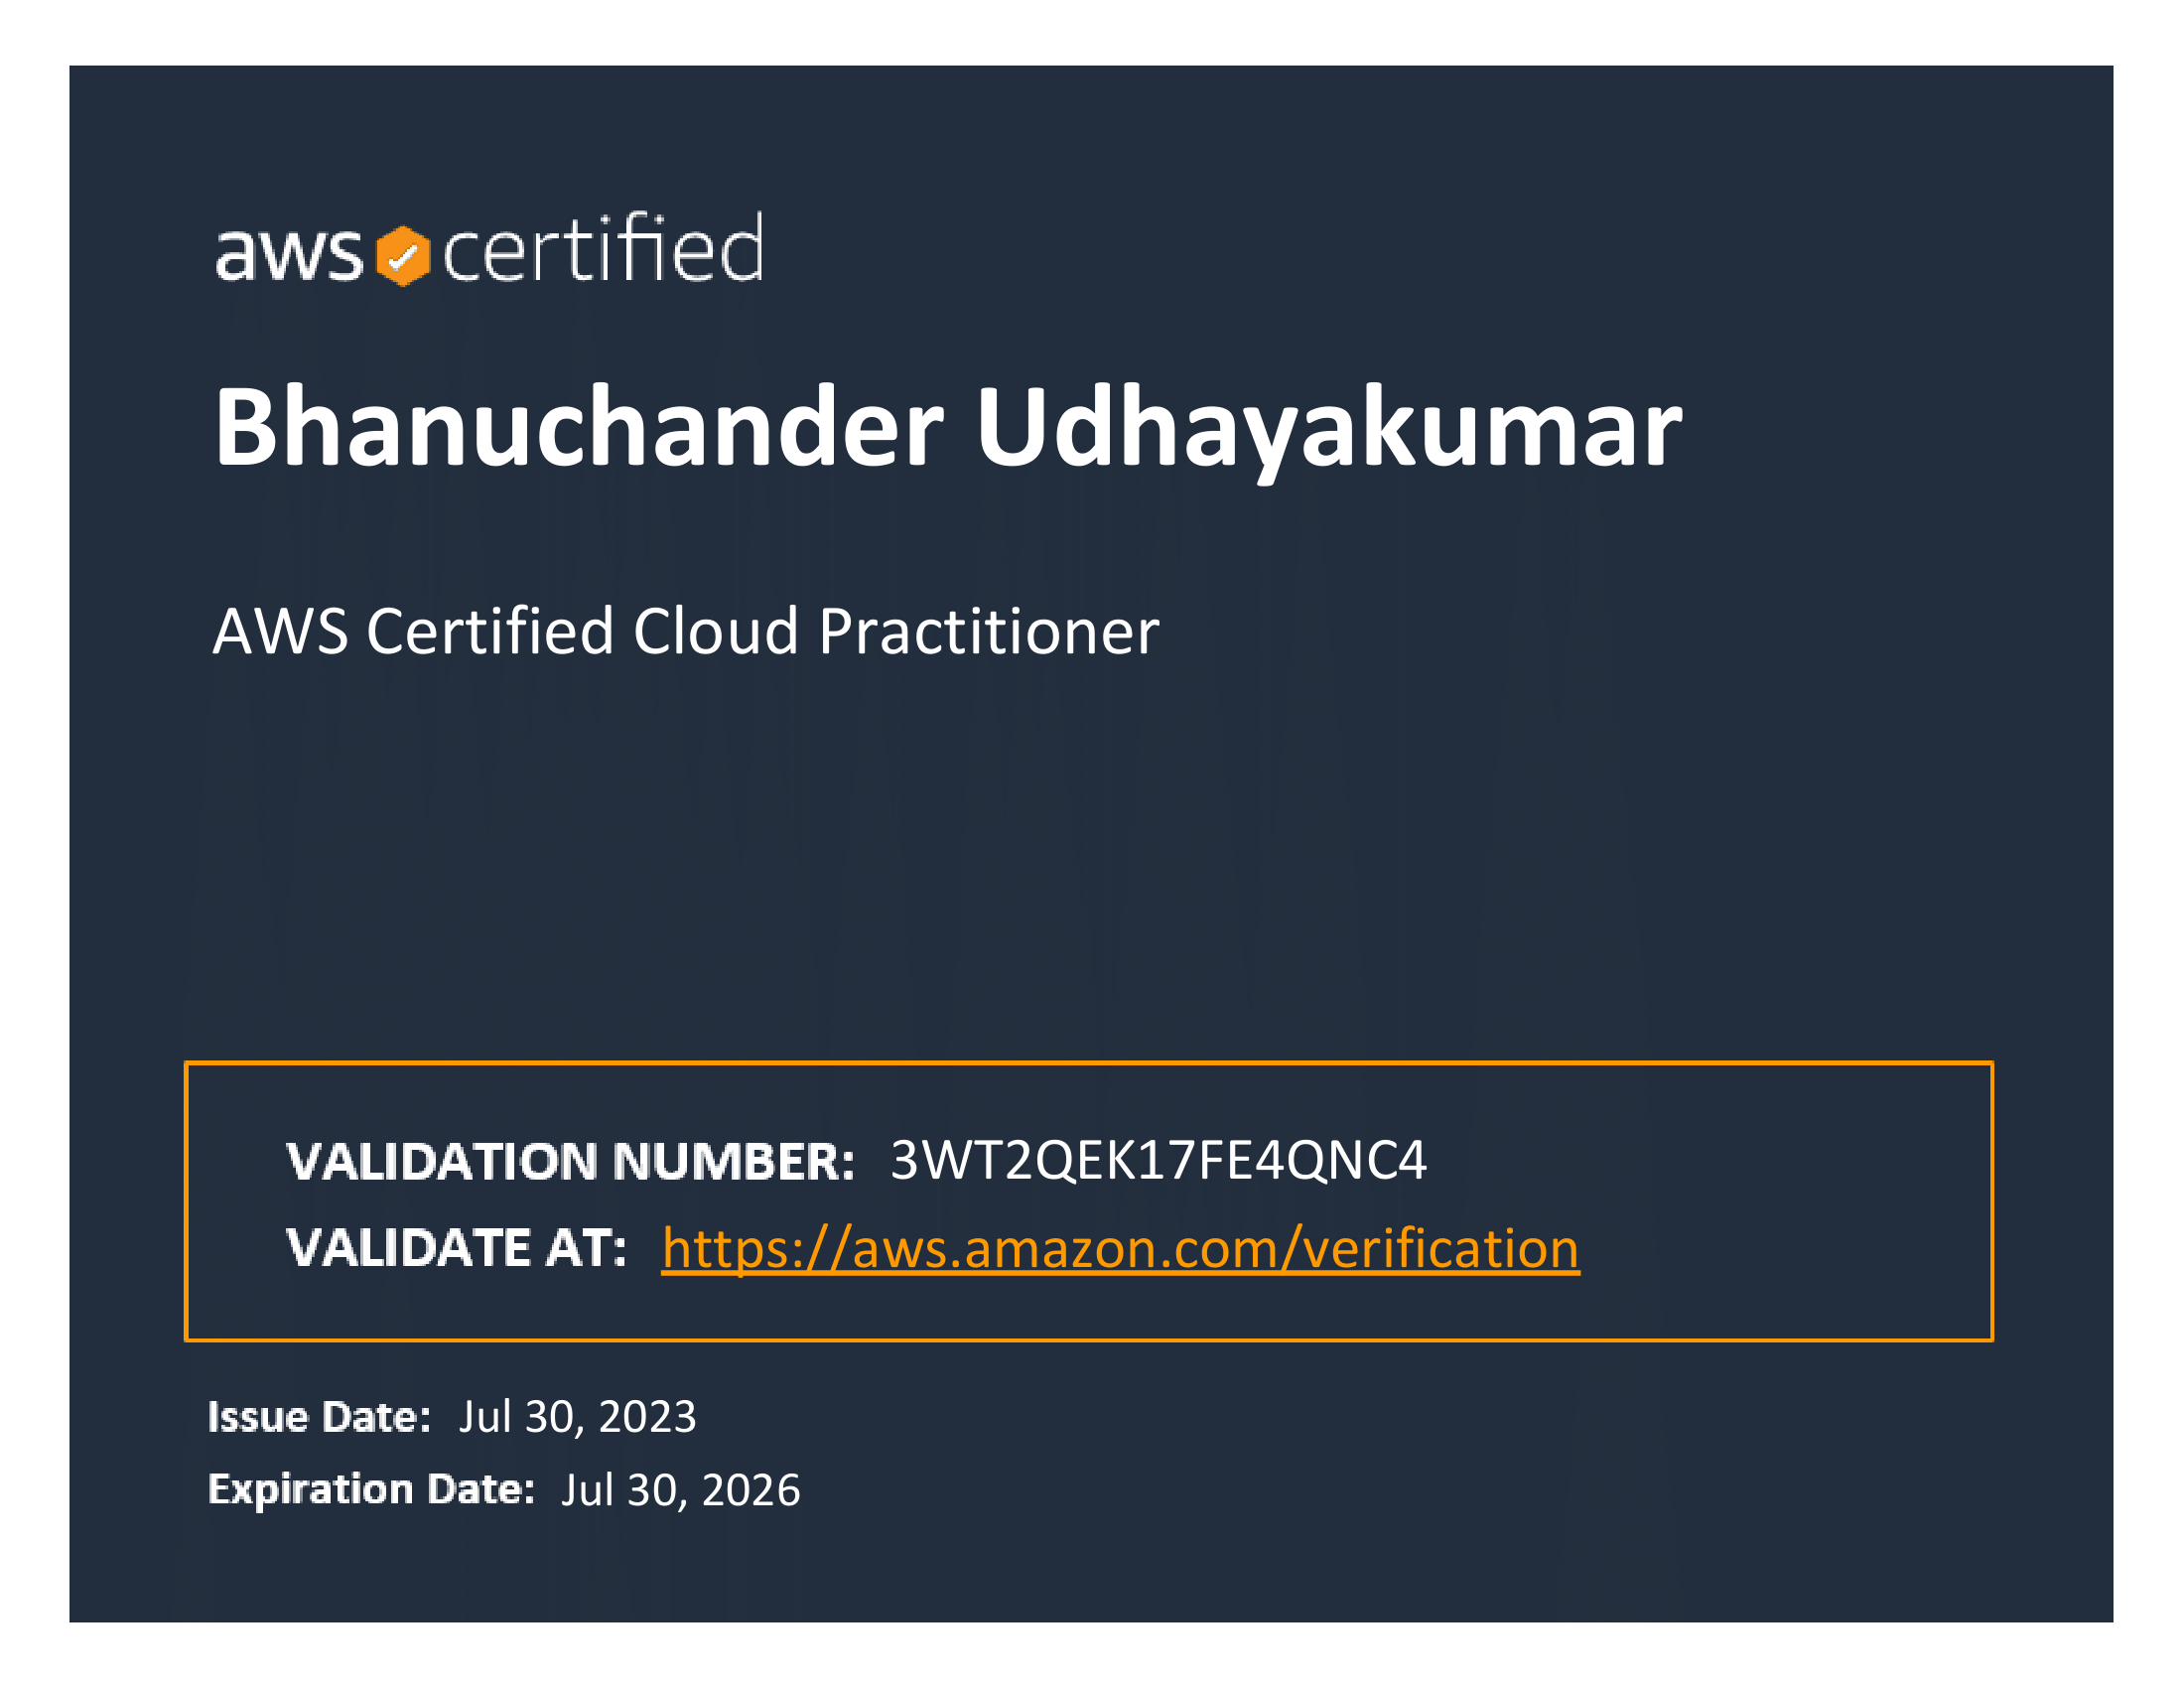 aws certified
Bhanuchander Udhayakumar
AWS Certified Cloud Practitioner
VALIDATION NUMBER: 3WT2QEK17FE4QNC4
VALIDATE AT: https://aws.amazon.com/verification
Issue Date: Jul 30, 2023
Expiration Date: Jul 30, 2026